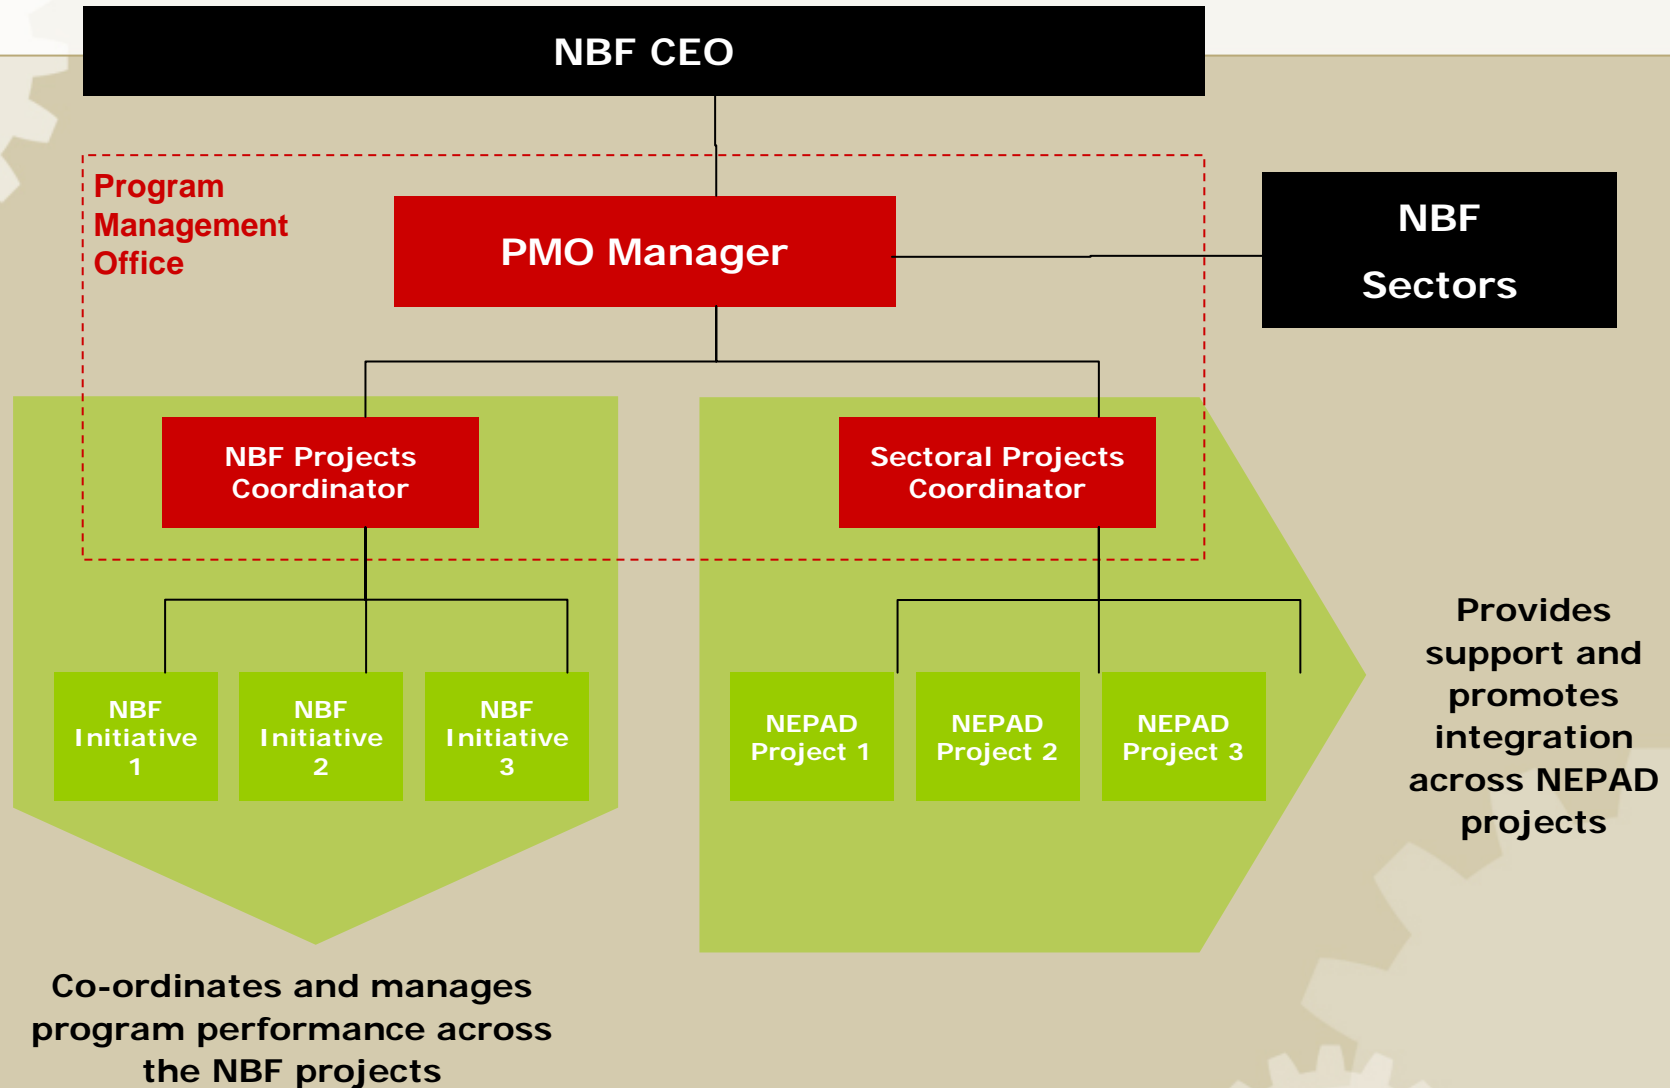 NBF CEO
Program
Management
Office
PMO Manager
NBF
Sectors
NBF Projects
Coordinator
Sectoral Projects
Coordinator
NBF
Initiative
1
NBF
Initiative
2
NBF
Initiative
3
NEPAD
Project 1
NEPAD
Project 2
NEPAD
Project 3
Provides
support and
promotes
integration
across NEPAD
projects
Co-ordinates and manages
program performance across
the NBF projects